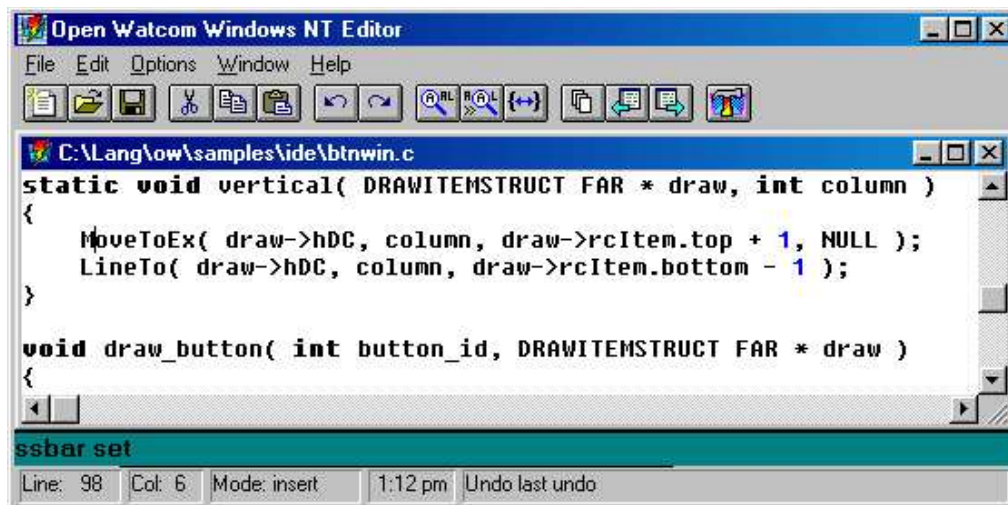 Open Watcom Windows NT Editor
File Edit Options Window Help
C:\Lang\ow\samples\ide\btnwin.c
static void vertical( DRAWITEMSTRUCT FAR * draw, int column )
{
    MoveToEx( draw->hDC, column, draw->rcItem.top + 1, NULL );
    LineTo( draw->hDC, column, draw->rcItem.bottom - 1 );
}
void draw_button( int button_id, DRAWITEMSTRUCT FAR * draw )
{
ssbar set
Line: 98 Col: 6 Mode: insert 1:12 pm Undo last undo